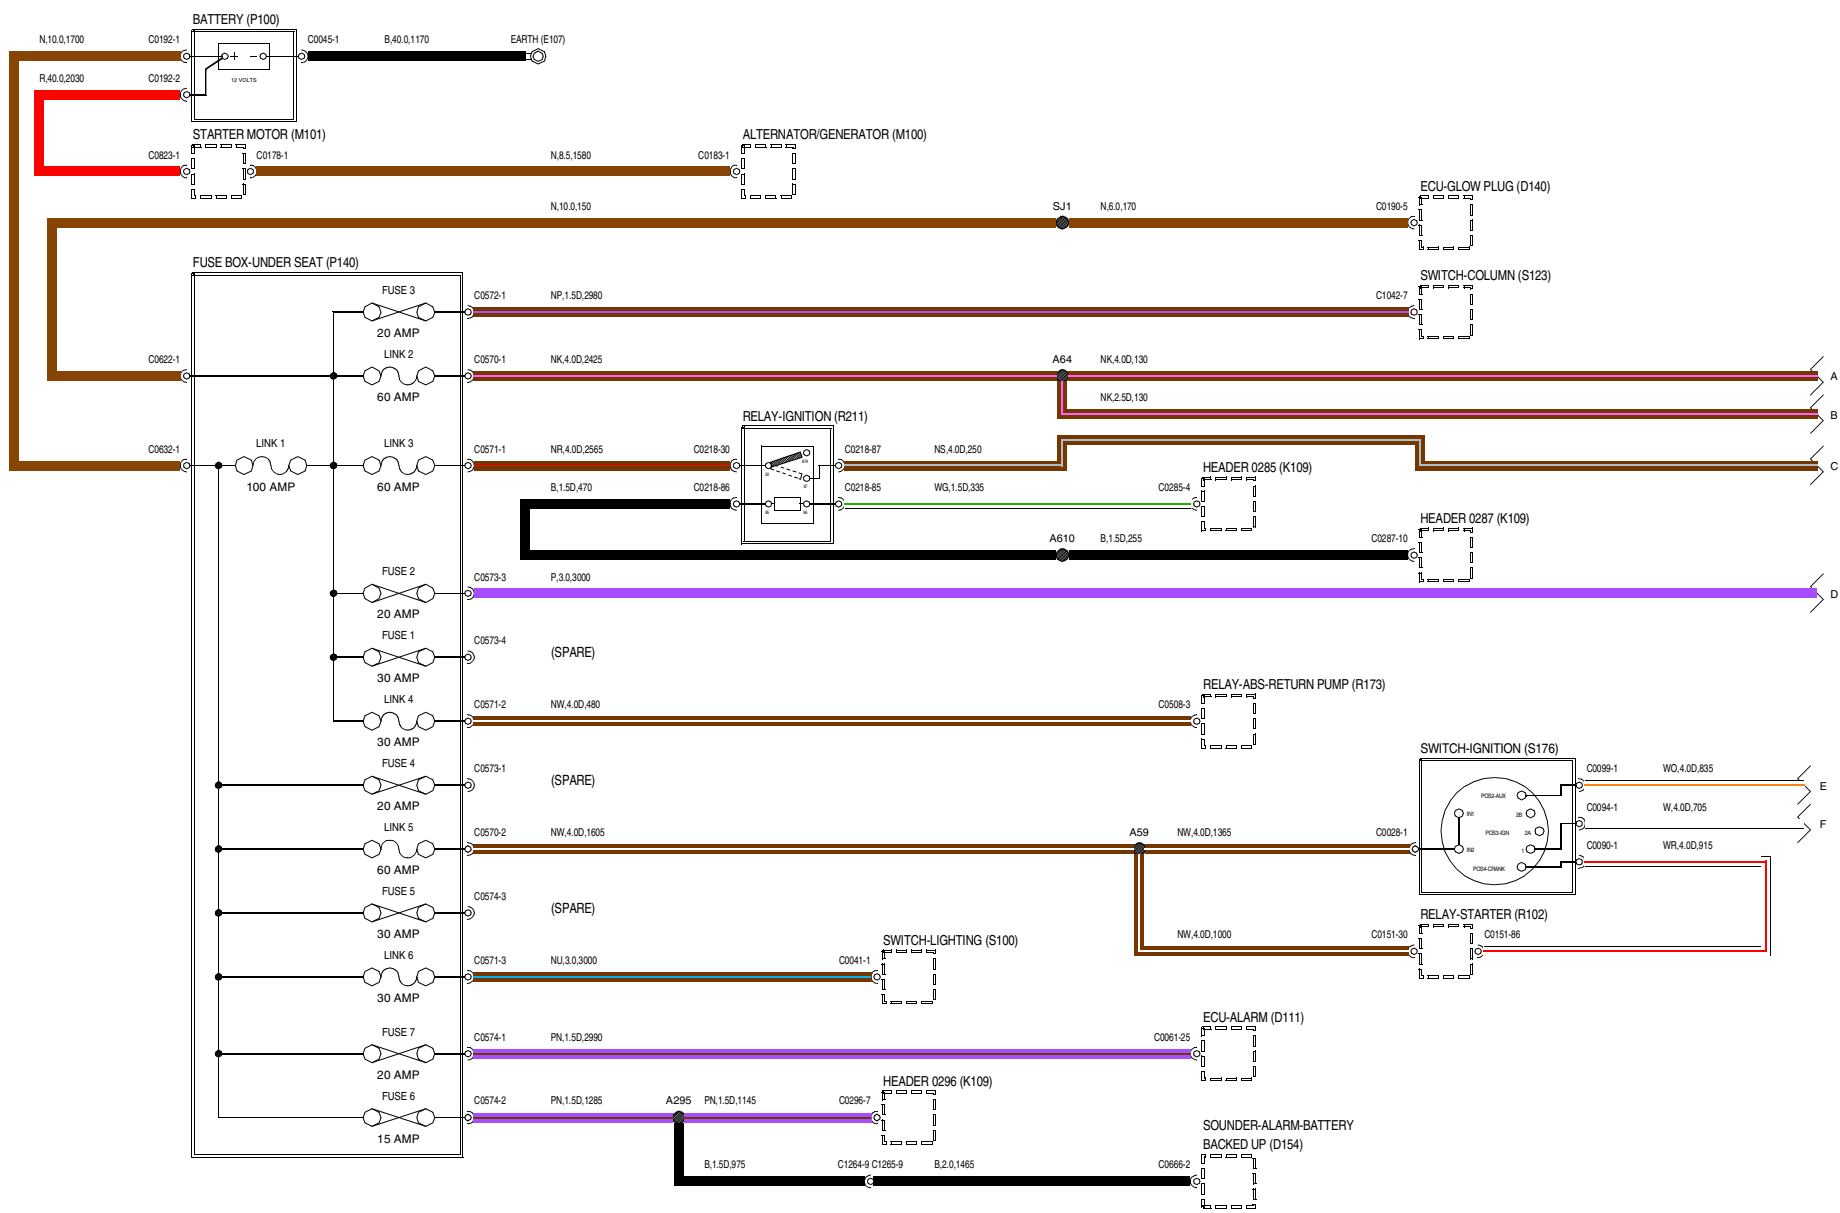 BATTERY (P100)
N,10.0,1700
C0192-1
C0045-1
B,40.0,1170
EARTH (E107)
+ -
12 VOLTS
R,40.0,2030
C0192-2
STARTER MOTOR (M101)
ALTERNATOR/GENERATOR (M100)
C0823-1
C0178-1
N,8.5,1580
C0183-1
ECU-GLOW PLUG (D140)
N,10.0,150
SJ1
N,6.0,170
C0190-5
FUSE BOX-UNDER SEAT (P140)
SWITCH-COLUMN (S123)
FUSE 3
C0572-1
NP,1.5D,2980
C1042-7
20 AMP
LINK 2
C0622-1
C0570-1
NK,4.0D,2425
A64
NK,4.0D,130
A
60 AMP
NK,2.5D,130
B
RELAY-IGNITION (R211)
LINK 1
LINK 3
C0632-1
C0571-1
NR,4.0D,2565
C0218-30
C0218-87
NS,4.0D,250
C
100 AMP
60 AMP
HEADER 0285 (K109)
B,1.5D,470
C0218-86
C0218-85
WG,1.5D,335
C0285-4
30
87A
87
85
86
HEADER 0287 (K109)
A610
B,1.5D,255
C0287-10
FUSE 2
C0573-3
P,3.0,3000
D
20 AMP
FUSE 1
C0573-4
(SPARE)
30 AMP
RELAY-ABS-RETURN PUMP (R173)
LINK 4
C0571-2
NW,4.0D,480
C0508-3
30 AMP
SWITCH-IGNITION (S176)
FUSE 4
C0573-1
(SPARE)
C0099-1
WO,4.0D,835
E
20 AMP
POS2-AUX
C0094-1
W,4.0D,705
F
IN1
2B
LINK 5
C0570-2
NW,4.0D,1605
A59
NW,4.0D,1365
C0028-1
POS3-IGN
2A
IN2
1
C0090-1
WR,4.0D,915
60 AMP
POS4-CRANK
FUSE 5
C0574-3
(SPARE)
30 AMP
RELAY-STARTER (R102)
NW,4.0D,1000
C0151-30
C0151-86
SWITCH-LIGHTING (S100)
LINK 6
C0571-3
NU,3.0,3000
C0041-1
30 AMP
ECU-ALARM (D111)
FUSE 7
C0574-1
PN,1.5D,2990
C0061-25
20 AMP
HEADER 0296 (K109)
FUSE 6
C0574-2
PN,1.5D,1285
A295
PN,1.5D,1145
C0296-7
15 AMP
SOUNDER-ALARM-BATTERY
BACKED UP (D154)
B,1.5D,975
C1264-9 C1265-9
B,2.0,1465
C0666-2